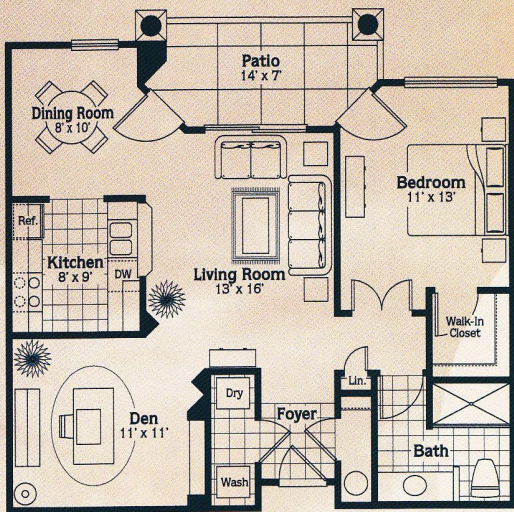 Patio
14' x 7'
Dining Room
8' x 10'
Bedroom
11' x 13'
Ref.
Kitchen
8' x 9'
DW
Living Room
13' x 16'
Walk-In
Closet
Lin.
Dry
Foyer
Den
11' x 11'
Bath
Wash